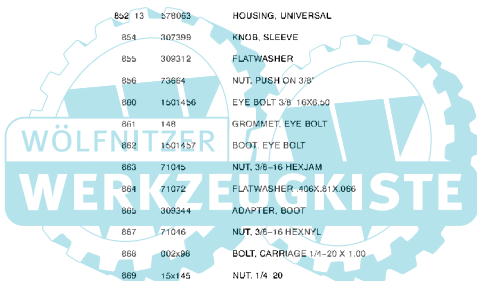 852 13 578063 HOUSING, UNIVERSAL
854 307399 KNOB, SLEEVE
855 309312 FLATWASHER
856 73664 NUT, PUSH ON 3/8"
860 1501456 EYE BOLT 3/8 16X6.50
861 148 GROMMET, EYE BOLT
WÖLFNITZER
862 1501457 BOOT, EYE BOLT
863 71045 NUT, 3/8-16 HEXJAM
WERKZEUGKISTE
864 71072 FLATWASHER .406X.81X.066
865 309344 ADAPTER, BOOT
867 71046 NUT, 3/8-16 HEXNYL
868 002x98 BOLT, CARRIAGE 1/4-20 X 1.00
869 15x145 NUT, 1/4 20